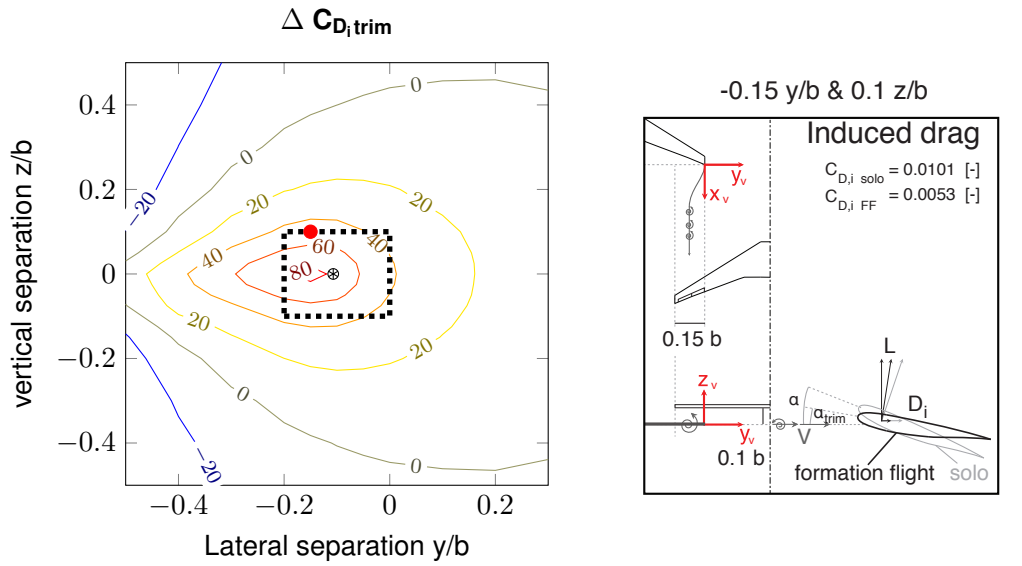 Δ C_{D_i trim}
vertical separation z/b
0.4
0.2
0
−0.2
−0.4
−0.4
−0.2
0
0.2
Lateral separation y/b
−20
0
20
40
60
80
40
20
40
20
20
0
0
−20
-0.15 y/b & 0.1 z/b
Induced drag
C_{D,i solo} = 0.0101 [-]
C_{D,i FF} = 0.0053 [-]
y_v
x_v
0.15 b
z_v
y_v
0.1 b
V
α
α_{trim}
L
D_i
formation flight
solo